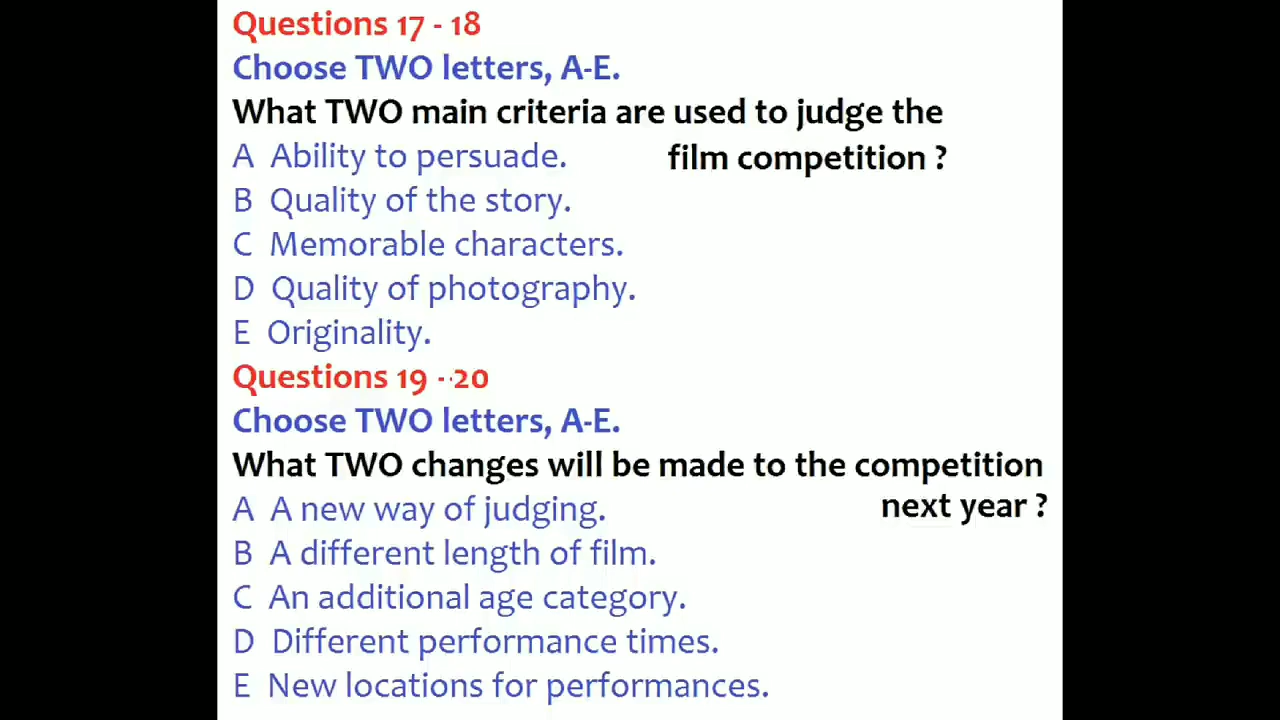 Questions 17 - 18
Choose TWO letters, A-E.
What TWO main criteria are used to judge the
film competition ?
A Ability to persuade.
B Quality of the story.
C Memorable characters.
D Quality of photography.
E Originality.
Questions 19 - 20
Choose TWO letters, A-E.
What TWO changes will be made to the competition
next year ?
A A new way of judging.
B A different length of film.
C An additional age category.
D Different performance times.
E New locations for performances.